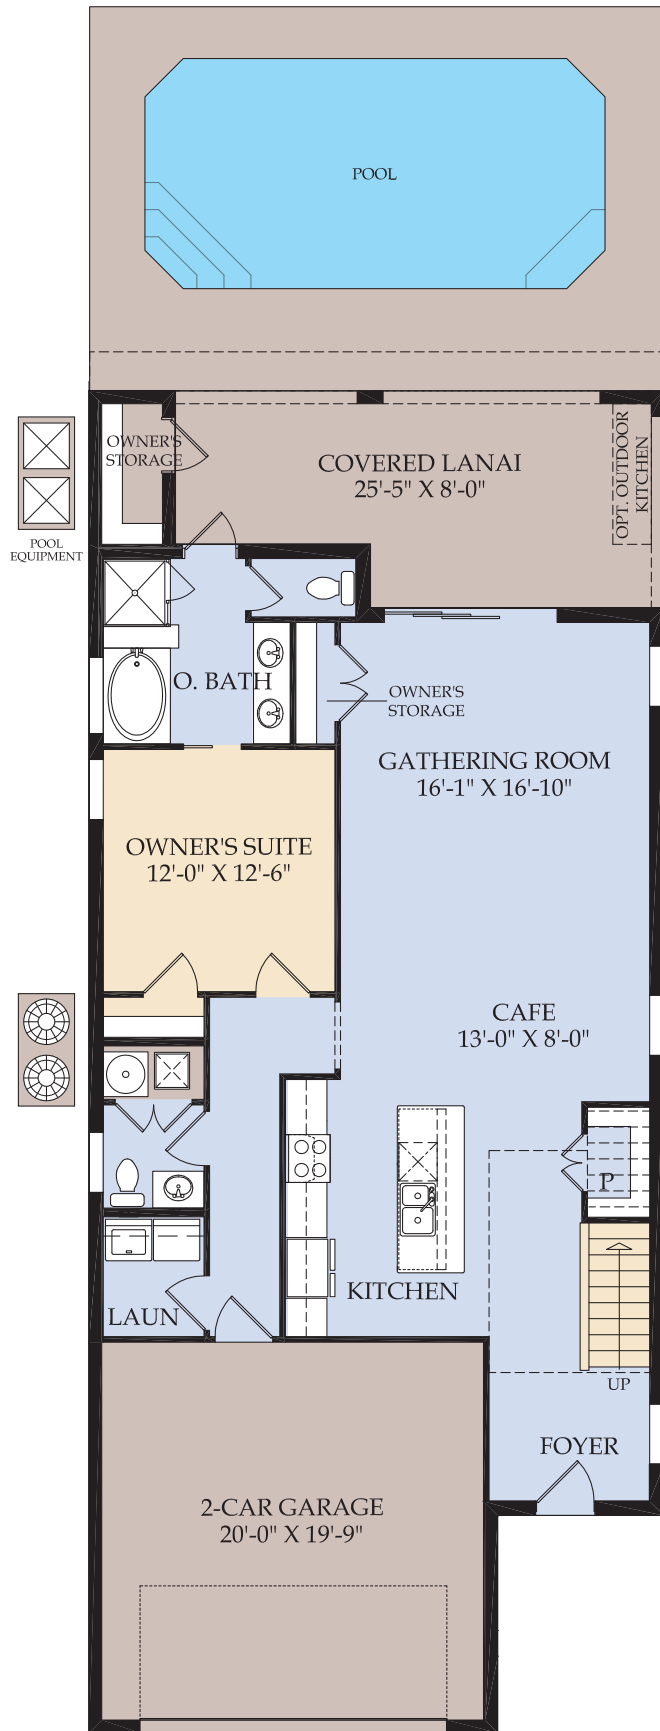 POOL
OWNER'S
STORAGE
COVERED LANAI
25'-5" X 8'-0"
OPT. OUTDOOR
KITCHEN
POOL
EQUIPMENT
O. BATH
OWNER'S
STORAGE
GATHERING ROOM
16'-1" X 16'-10"
OWNER'S SUITE
12'-0" X 12'-6"
CAFE
13'-0" X 8'-0"
P
KITCHEN
LAUN
UP
FOYER
2-CAR GARAGE
20'-0" X 19'-9"